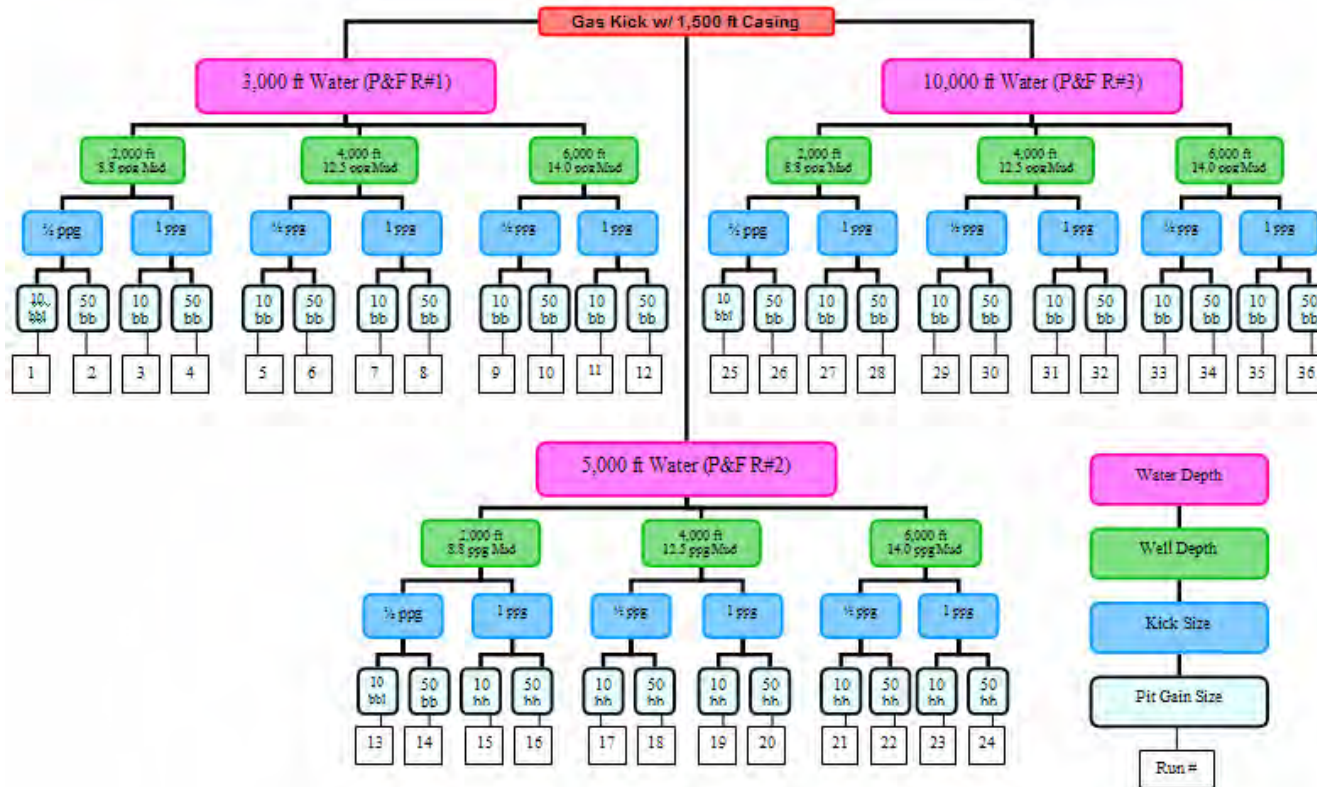 Gas Kick w/ 1,500 ft Casing
3,000 ft Water (P&F R#1)
10,000 ft Water (P&F R#3)
2,000 ft
8.8 ppg Mud
4,000 ft
12.5 ppg Mud
6,000 ft
14.0 ppg Mud
2,000 ft
8.8 ppg Mud
4,000 ft
12.5 ppg Mud
6,000 ft
14.0 ppg Mud
½ ppg
1 ppg
½ ppg
1 ppg
½ ppg
1 ppg
½ ppg
1 ppg
½ ppg
1 ppg
½ ppg
1 ppg
10
bbl
50
bb
10
bb
50
bb
10
bb
50
bb
10
bb
50
bb
10
bb
50
bb
10
bb
50
bb
10
bbl
50
bb
10
bb
50
bb
10
bb
50
bb
10
bb
50
bb
10
bb
50
bb
10
bb
50
bb
1
2
3
4
5
6
7
8
9
10
11
12
25
26
27
28
29
30
31
32
33
34
35
36
5,000 ft Water (P&F R#2)
2,000 ft
8.8 ppg Mud
4,000 ft
12.5 ppg Mud
6,000 ft
14.0 ppg Mud
½ ppg
1 ppg
½ ppg
1 ppg
½ ppg
1 ppg
10
bbl
50
bb
10
bb
50
bb
10
bb
50
bb
10
bb
50
bb
10
bb
50
bb
10
bb
50
bb
13
14
15
16
17
18
19
20
21
22
23
24
Water Depth
Well Depth
Kick Size
Pit Gain Size
Run #